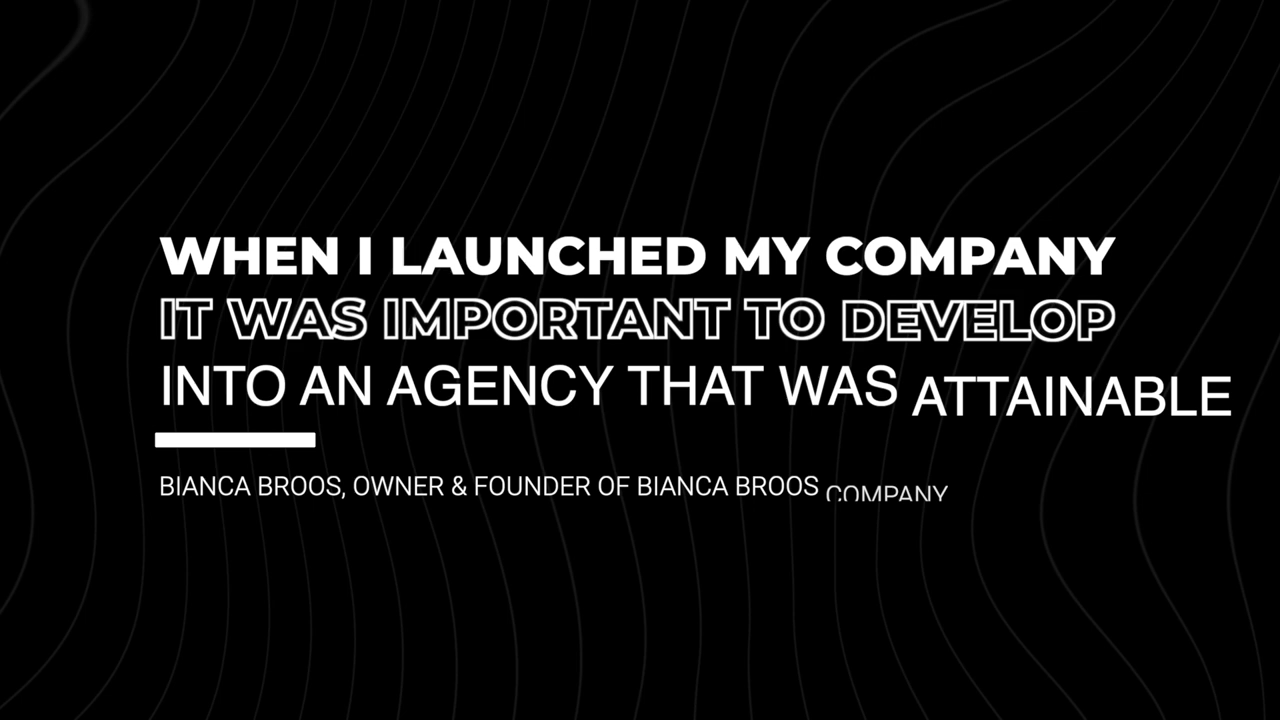 WHEN I LAUNCHED MY COMPANY
IT WAS IMPORTANT TO DEVELOP
INTO AN AGENCY THAT WAS ATTAINABLE
BIANCA BROOS, OWNER & FOUNDER OF BIANCA BROOS COMPANY